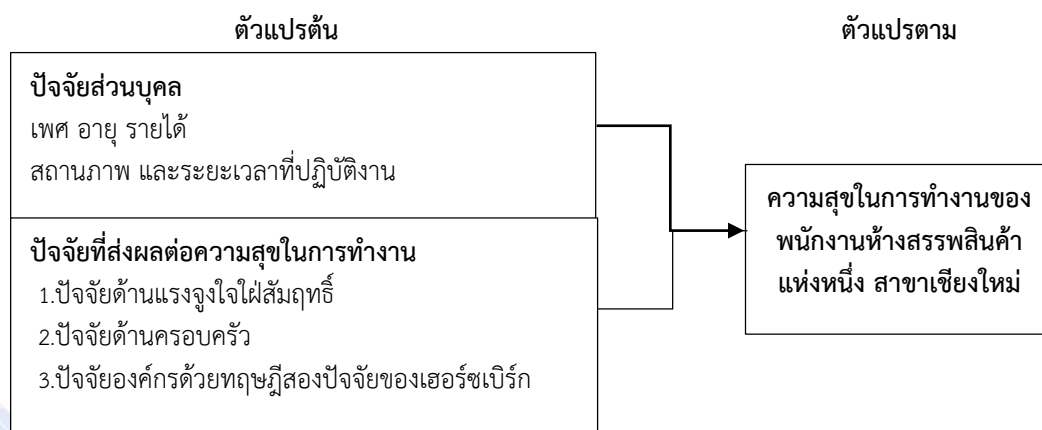 ตัวแปรต้น
ตัวแปรตาม
ปัจจัยส่วนบุคล
เพศ อายุ รายได้
สถานภาพ และระยะเวลาที่ปฏิบัติงาน
ปัจจัยที่ส่งผลต่อความสุขในการทำงาน
1.ปัจจัยด้านแรงจูงใจใฝ่สัมฤทธิ์
2.ปัจจัยด้านครอบครัว
3.ปัจจัยองค์กรด้วยทฤษฎีสองปัจจัยของเฮอร์ซเบิร์ก
ความสุขในการทำงานของ
พนักงานห้างสรรพสินค้า
แห่งหนึ่ง สาขาเชียงใหม่